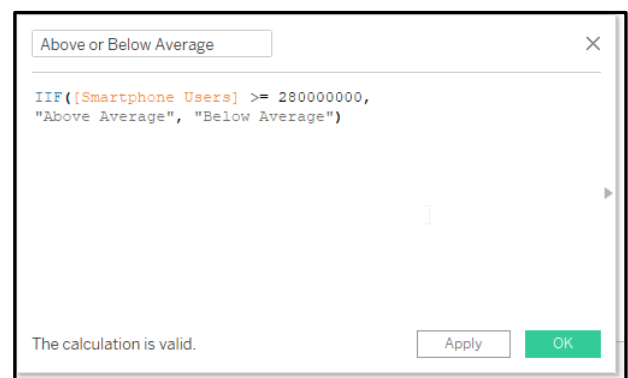 Above or Below Average
IIF([Smartphone Users] >= 280000000,
"Above Average", "Below Average")
The calculation is valid.
Apply
OK